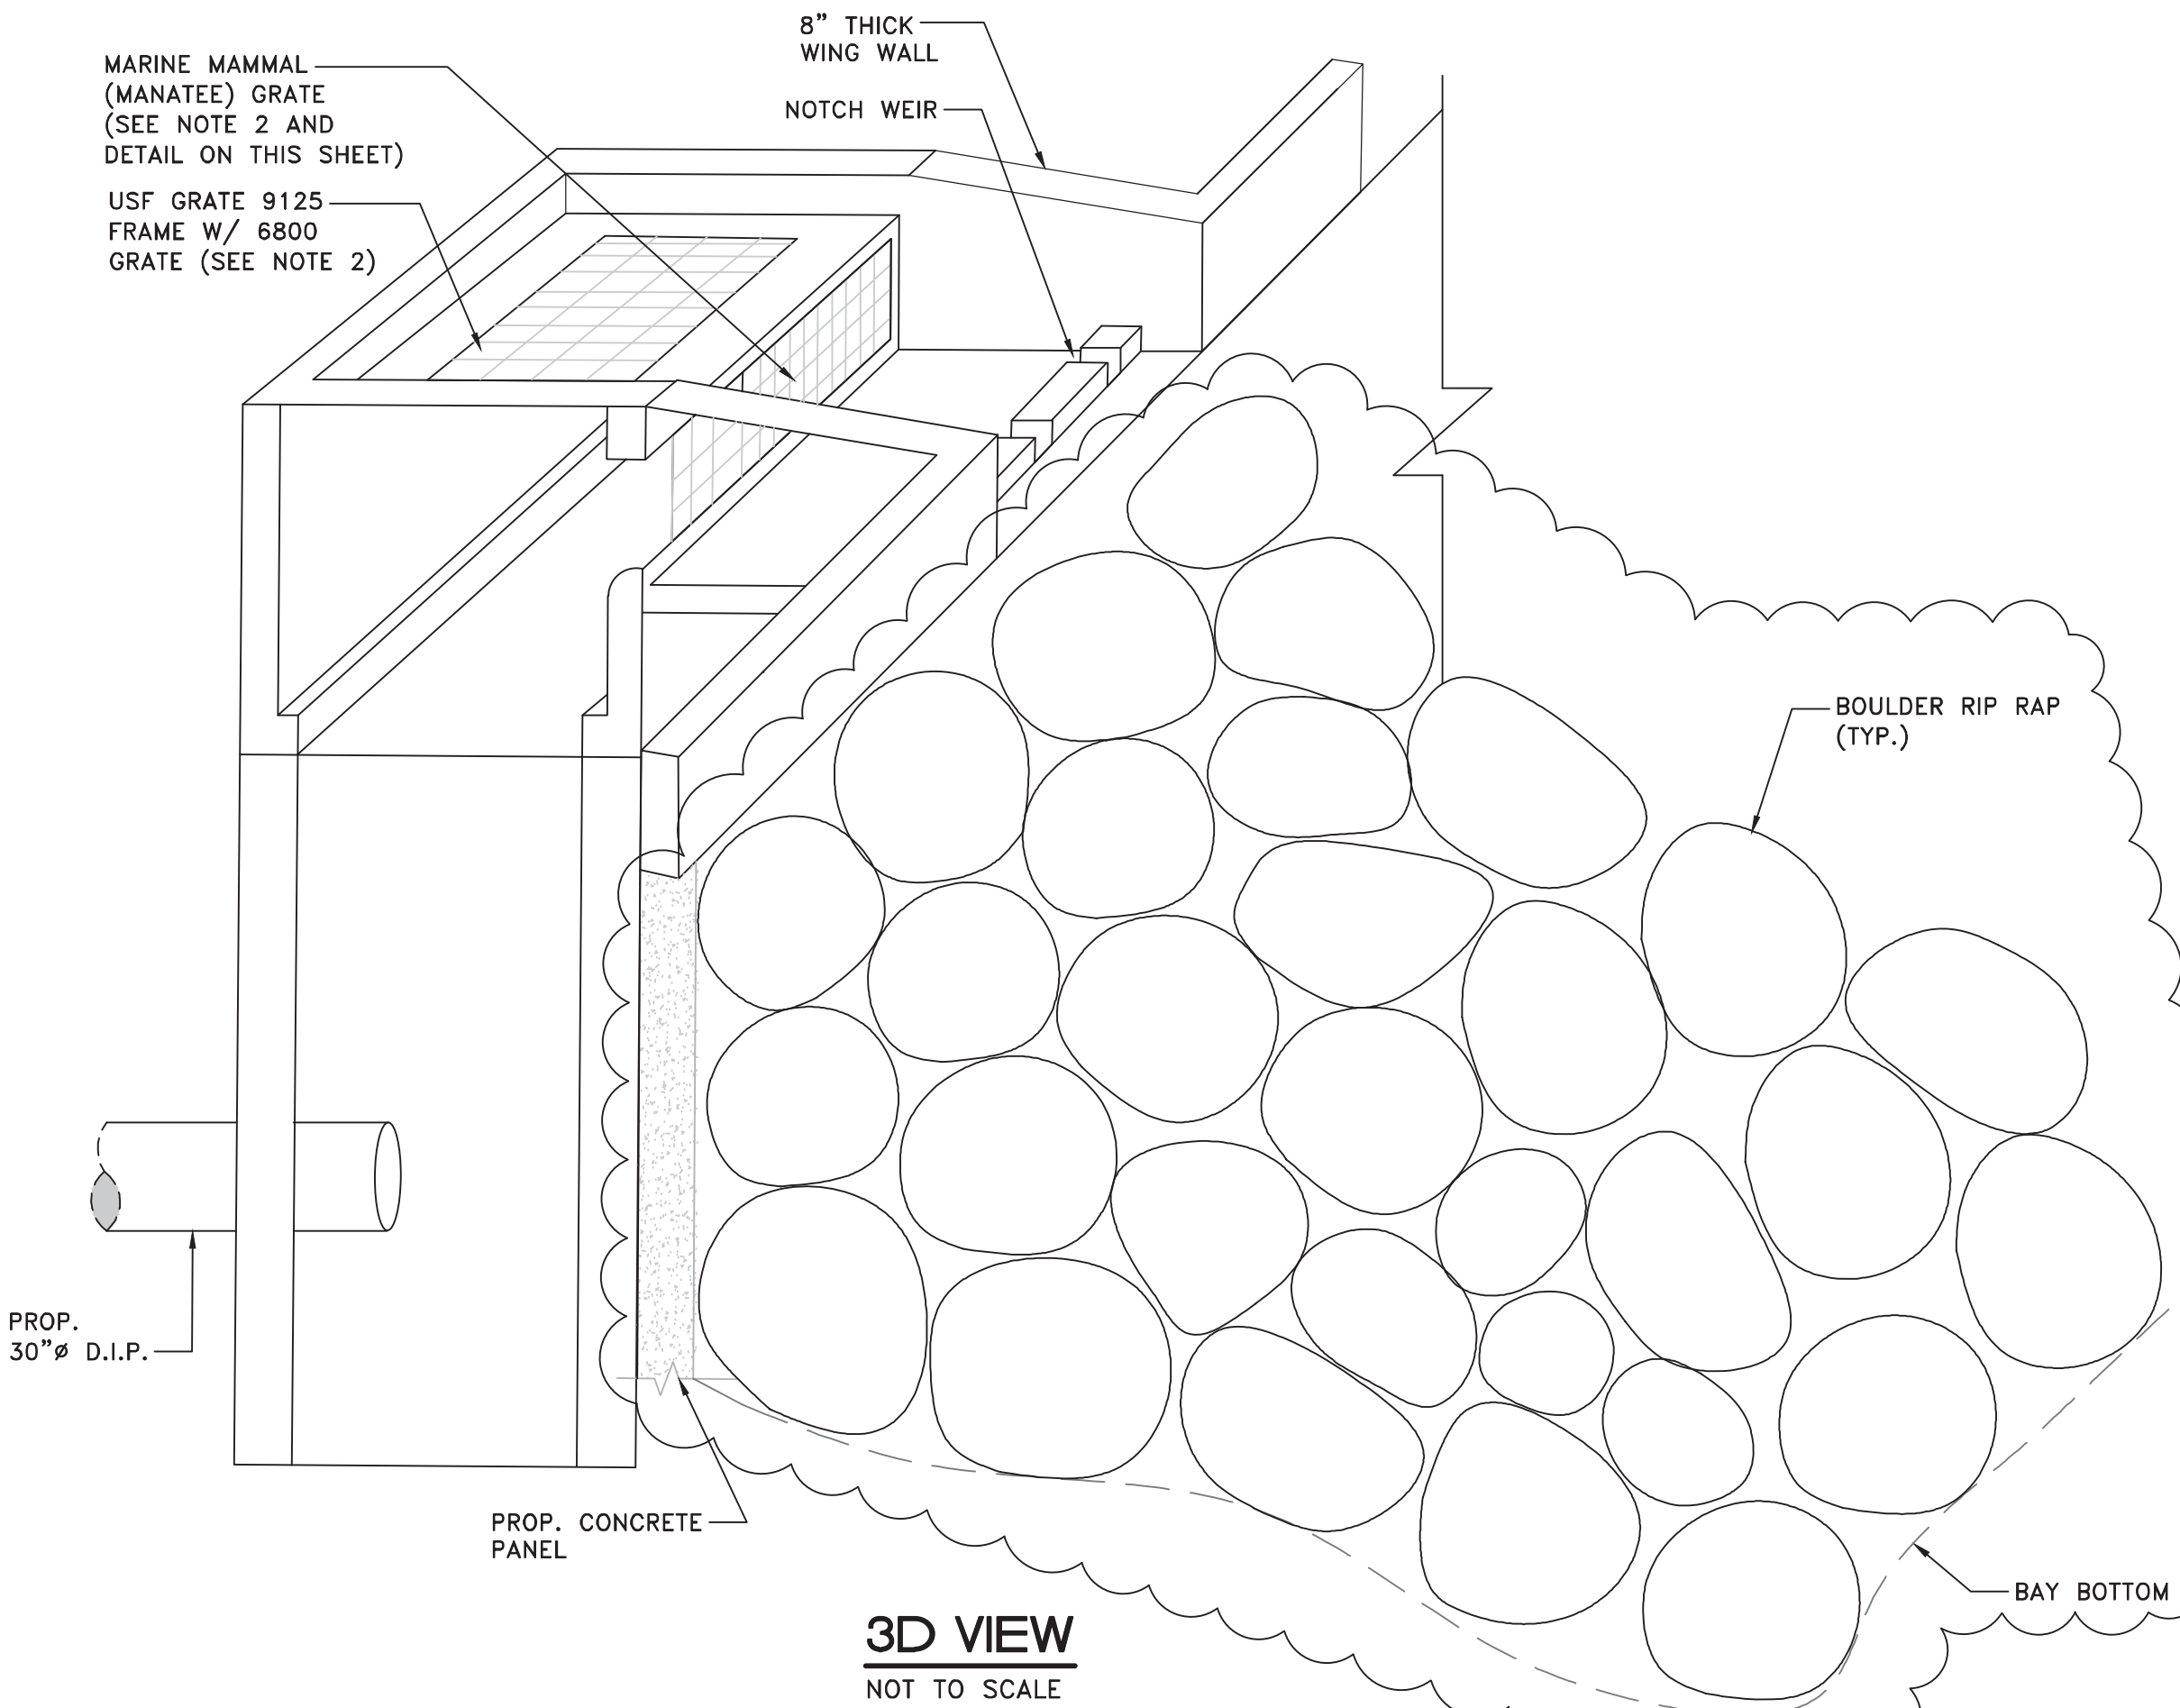 8” THICK
WING WALL
MARINE MAMMAL
(MANATEE) GRATE
(SEE NOTE 2 AND
DETAIL ON THIS SHEET)
NOTCH WEIR
USF GRATE 9125
FRAME W/ 6800
GRATE (SEE NOTE 2)
BOULDER RIP RAP
(TYP.)
PROP.
30”Ø D.I.P.
PROP. CONCRETE
PANEL
BAY BOTTOM
3D VIEW
NOT TO SCALE